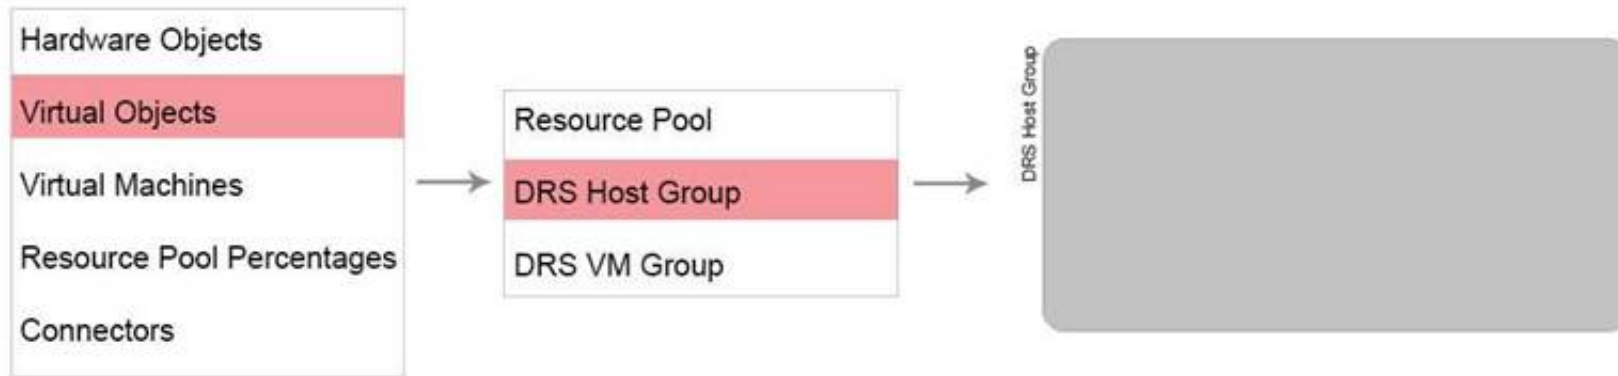 Hardware Objects
Virtual Objects
Virtual Machines
Resource Pool Percentages
Connectors
Resource Pool
DRS Host Group
DRS VM Group
DRS Host Group